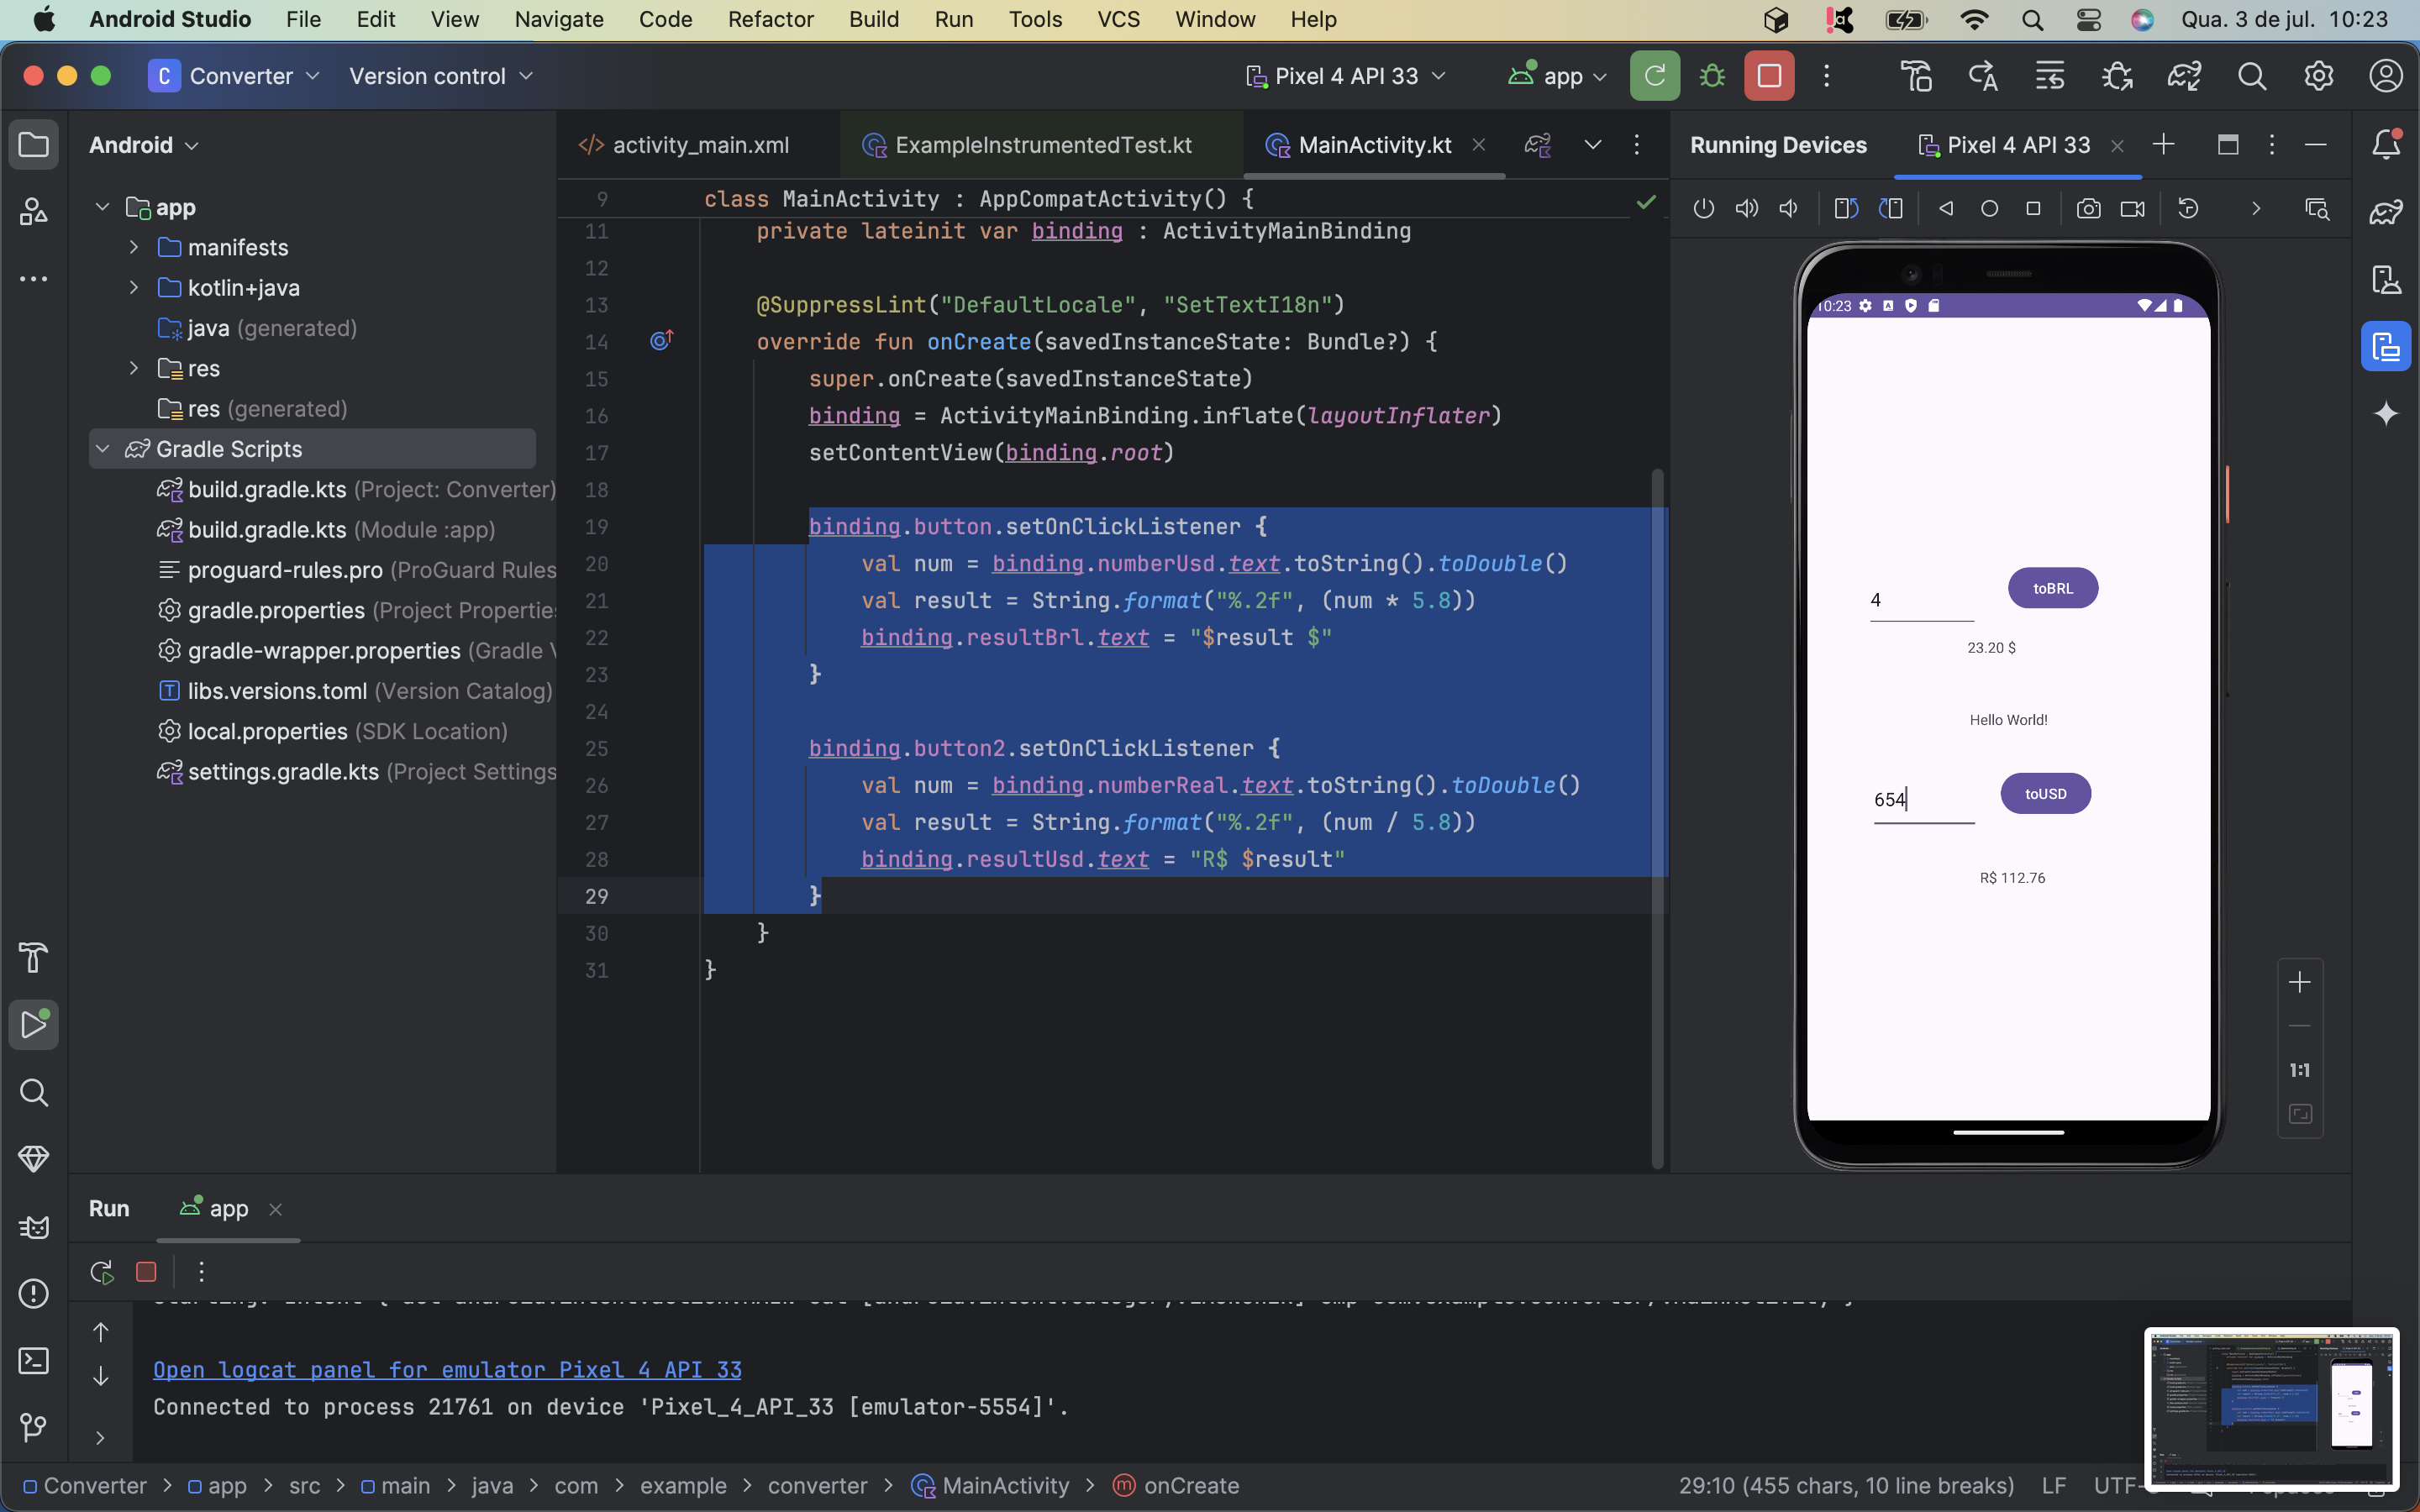 Android Studio File Edit View Navigate Code Refactor Build Run Tools VCS Window Help Qua. 3 de jul. 10:23
C Converter Version control Pixel 4 API 33 app
Android
app
manifests
kotlin+java
java (generated)
res
res (generated)
Gradle Scripts
build.gradle.kts (Project: Converter)
build.gradle.kts (Module :app)
proguard-rules.pro (ProGuard Rules
gradle.properties (Project Properties
gradle-wrapper.properties (Gradle
libs.versions.toml (Version Catalog)
local.properties (SDK Location)
settings.gradle.kts (Project Settings
activity_main.xml ExampleInstrumentedTest.kt MainActivity.kt
9 class MainActivity : AppCompatActivity() {
11 private lateinit var binding : ActivityMainBinding
12
13 @SuppressLint("DefaultLocale", "SetTextI18n")
14 override fun onCreate(savedInstanceState: Bundle?) {
15 super.onCreate(savedInstanceState)
16 binding = ActivityMainBinding.inflate(layoutInflater)
17 setContentView(binding.root)
18
19 binding.button.setOnClickListener {
20 val num = binding.numberUsd.text.toString().toDouble()
21 val result = String.format("%.2f", (num * 5.8))
22 binding.resultBrl.text = "$result $"
23 }
24
25 binding.button2.setOnClickListener {
26 val num = binding.numberReal.text.toString().toDouble()
27 val result = String.format("%.2f", (num / 5.8))
28 binding.resultUsd.text = "R$ $result"
29 }
30 }
31 }
Running Devices Pixel 4 API 33
10:23
4 toBRL
23.20 $
Hello World!
654 toUSD
R$ 112.76
1:1
Run app
Open logcat panel for emulator Pixel 4 API 33
Connected to process 21761 on device 'Pixel_4_API_33 [emulator-5554]'.
Converter > app > src > main > java > com > example > converter > MainActivity > onCreate 29:10 (455 chars, 10 line breaks) LF